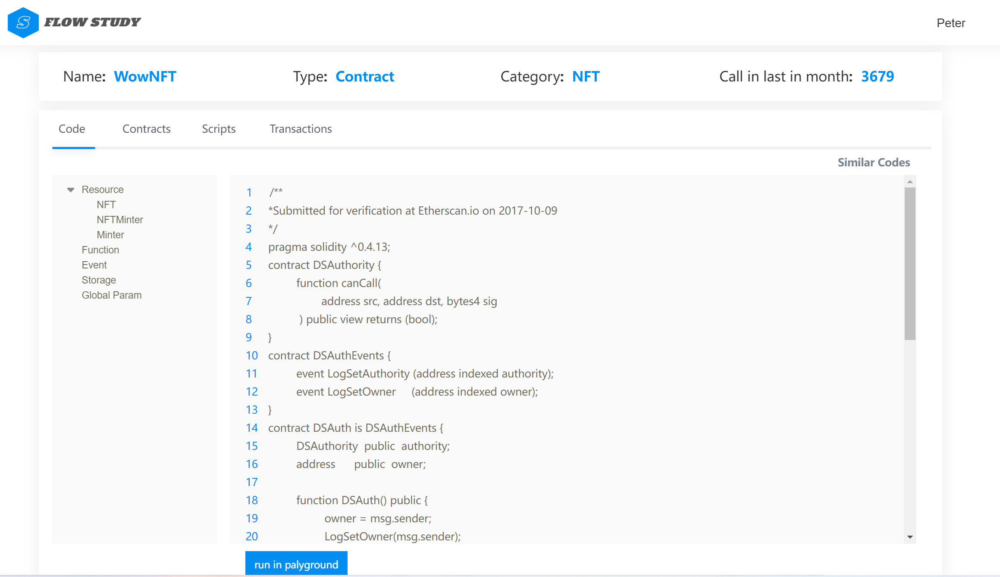 S FLOW STUDY
Peter
Name: WowNFT
Type: Contract
Category: NFT
Call in last in month: 3679
Code Contracts Scripts Transactions
Similar Codes
Resource
NFT
NFTMinter
Minter
Function
Event
Storage
Global Param
1 /**
2 *Submitted for verification at Etherscan.io on 2017-10-09
3 */
4 pragma solidity ^0.4.13;
5 contract DSAuthority {
6 function canCall(
7 address src, address dst, bytes4 sig
8 ) public view returns (bool);
9 }
10 contract DSAuthEvents {
11 event LogSetAuthority (address indexed authority);
12 event LogSetOwner (address indexed owner);
13 }
14 contract DSAuth is DSAuthEvents {
15 DSAuthority public authority;
16 address public owner;
17
18 function DSAuth() public {
19 owner = msg.sender;
20 LogSetOwner(msg.sender);
run in palyground